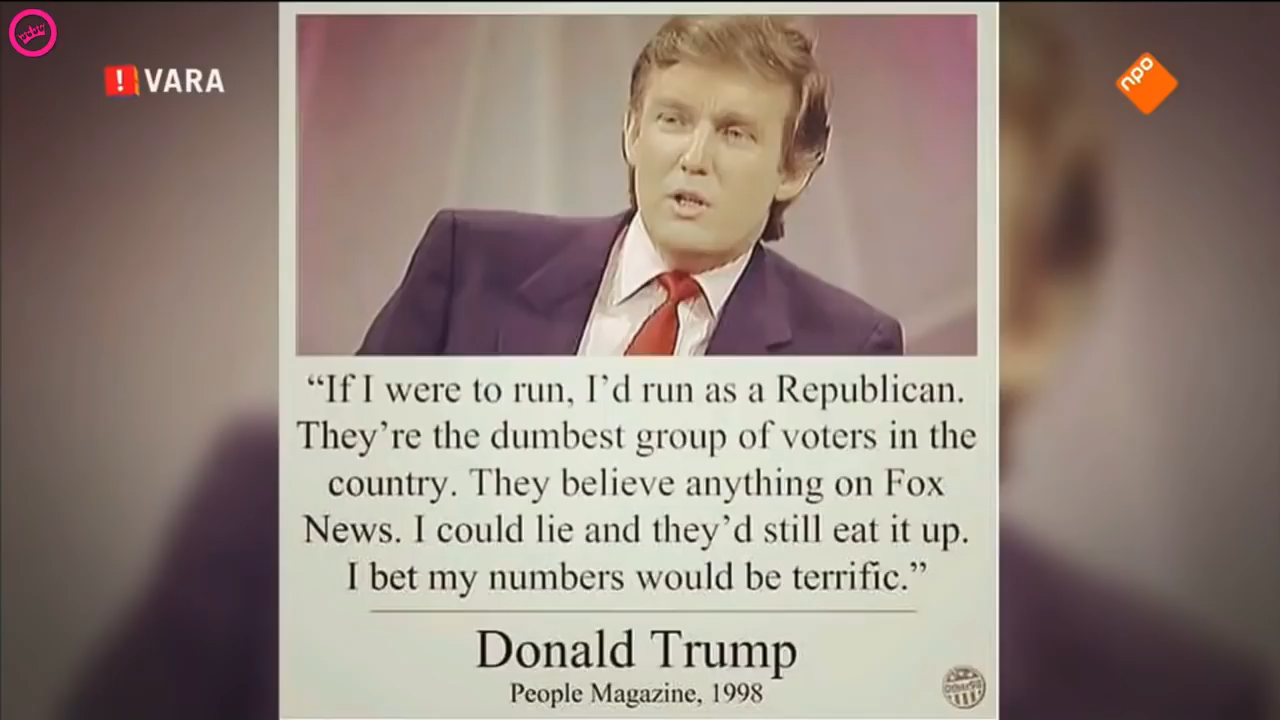 VARA
npo
“If I were to run, I’d run as a Republican.
They’re the dumbest group of voters in the
country. They believe anything on Fox
News. I could lie and they’d still eat it up.
I bet my numbers would be terrific.”
Donald Trump
People Magazine, 1998